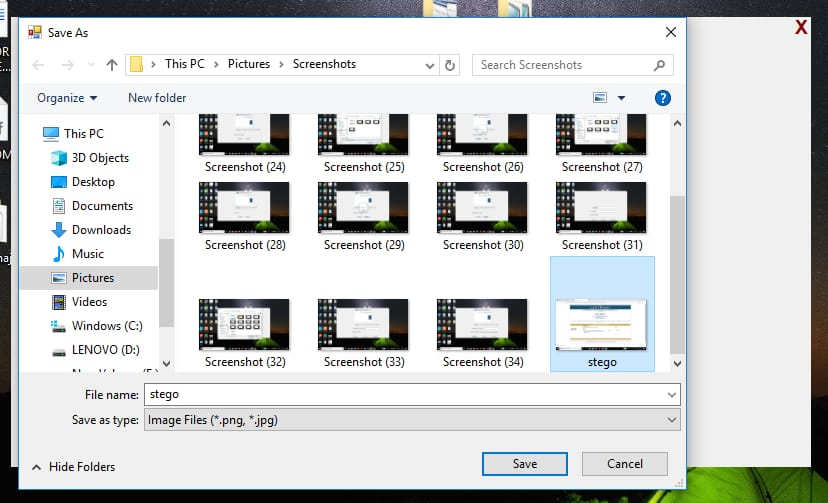 Save As
X
This PC
Pictures
Screenshots
Search Screenshots
Organize
New folder
?
This PC
3D Objects
Desktop
Documents
Downloads
Music
Pictures
Videos
Windows (C:)
LENOVO (D:)
Screenshot (24)
Screenshot (25)
Screenshot (26)
Screenshot (27)
Screenshot (28)
Screenshot (29)
Screenshot (30)
Screenshot (31)
Screenshot (32)
Screenshot (33)
Screenshot (34)
stego
File name:
stego
Save as type:
Image Files (*.png, *.jpg)
Hide Folders
Save
Cancel